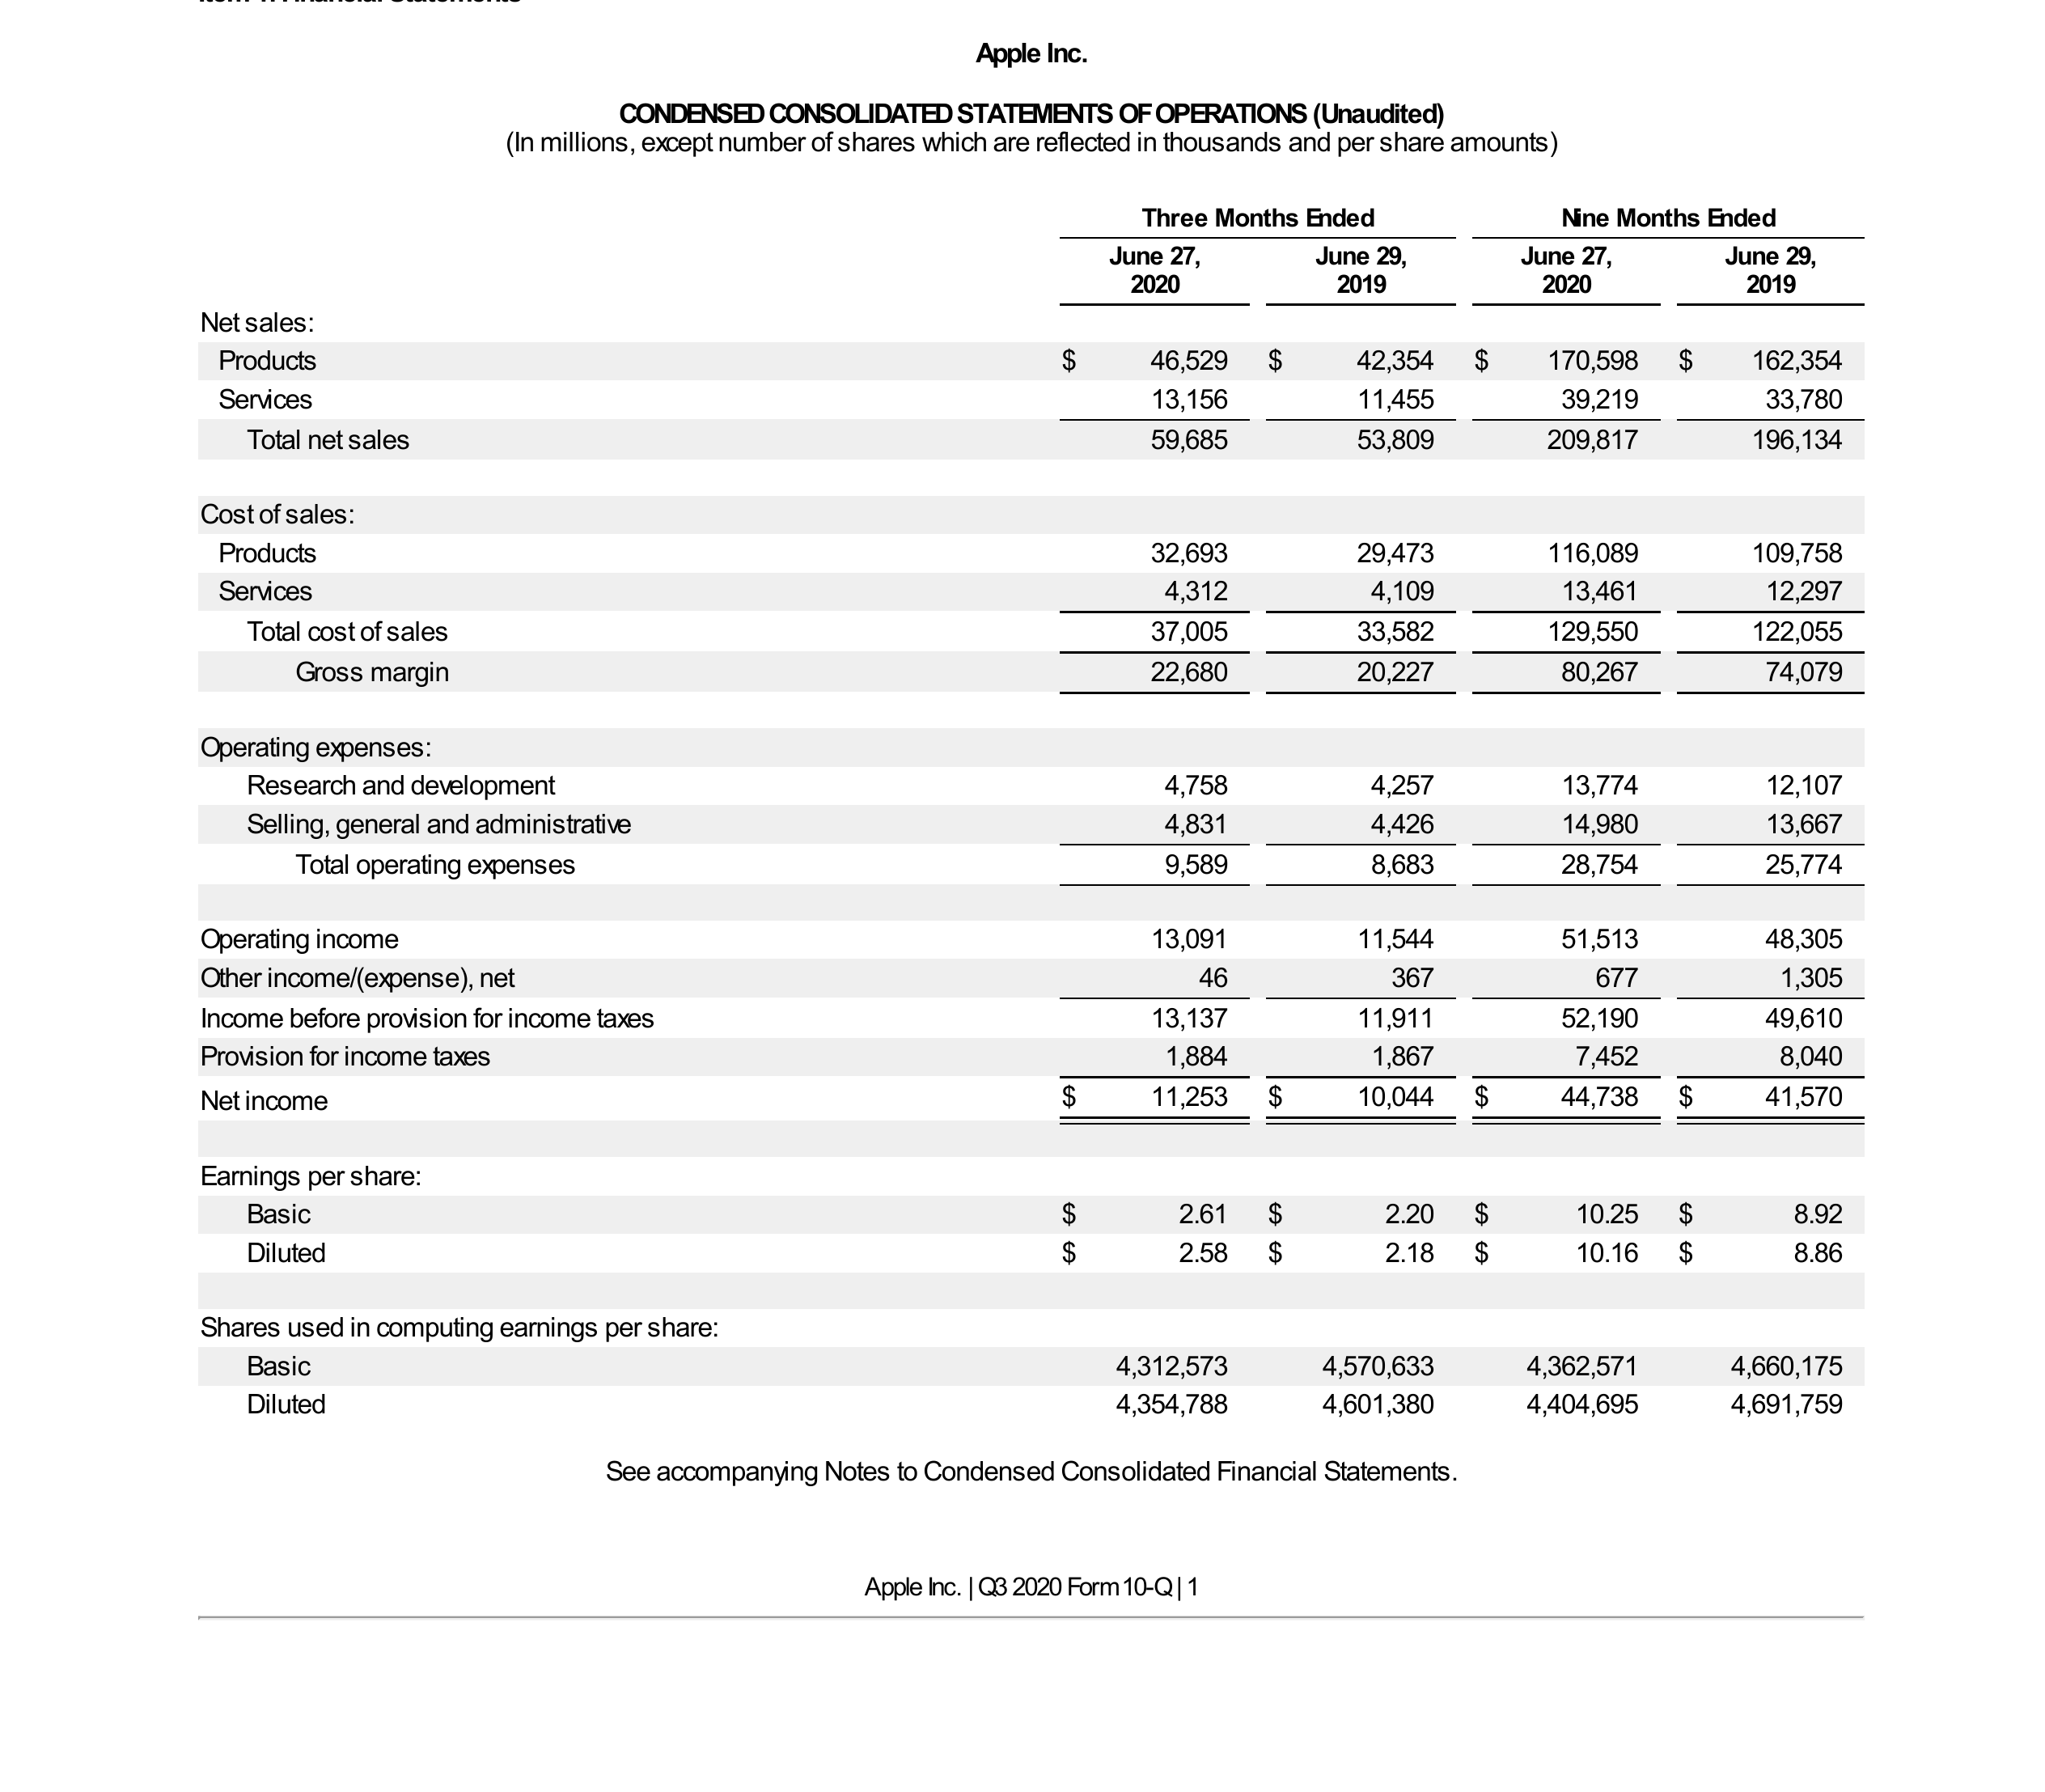 Item 1. Financial Statements
Apple Inc.
CONDENSED CONSOLIDATED STATEMENTS OF OPERATIONS (Unaudited)
(In millions, except number of shares which are reflected in thousands and per share amounts)
Three Months Ended Nine Months Ended
June 27, 2020 June 29, 2019 June 27, 2020 June 29, 2019
Net sales:
Products $ 46,529 $ 42,354 $ 170,598 $ 162,354
Services 13,156 11,455 39,219 33,780
Total net sales 59,685 53,809 209,817 196,134
Cost of sales:
Products 32,693 29,473 116,089 109,758
Services 4,312 4,109 13,461 12,297
Total cost of sales 37,005 33,582 129,550 122,055
Gross margin 22,680 20,227 80,267 74,079
Operating expenses:
Research and development 4,758 4,257 13,774 12,107
Selling, general and administrative 4,831 4,426 14,980 13,667
Total operating expenses 9,589 8,683 28,754 25,774
Operating income 13,091 11,544 51,513 48,305
Other income/(expense), net 46 367 677 1,305
Income before provision for income taxes 13,137 11,911 52,190 49,610
Provision for income taxes 1,884 1,867 7,452 8,040
Net income $ 11,253 $ 10,044 $ 44,738 $ 41,570
Earnings per share:
Basic $ 2.61 $ 2.20 $ 10.25 $ 8.92
Diluted $ 2.58 $ 2.18 $ 10.16 $ 8.86
Shares used in computing earnings per share:
Basic 4,312,573 4,570,633 4,362,571 4,660,175
Diluted 4,354,788 4,601,380 4,404,695 4,691,759
See accompanying Notes to Condensed Consolidated Financial Statements.
Apple Inc. | Q3 2020 Form 10-Q | 1